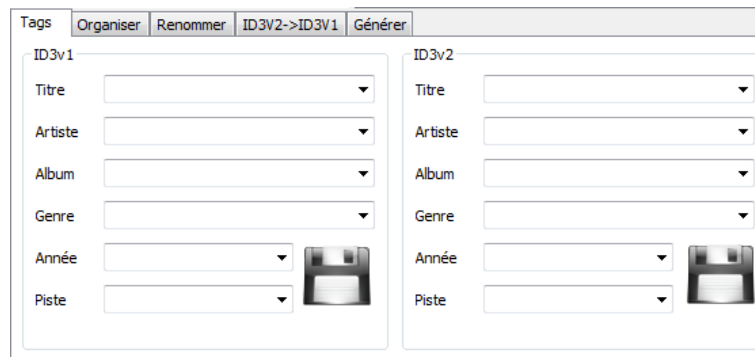 Tags Organiser Renommer ID3V2->ID3V1 Générer
ID3v1
Titre
Artiste
Album
Genre
Année
Piste
ID3v2
Titre
Artiste
Album
Genre
Année
Piste